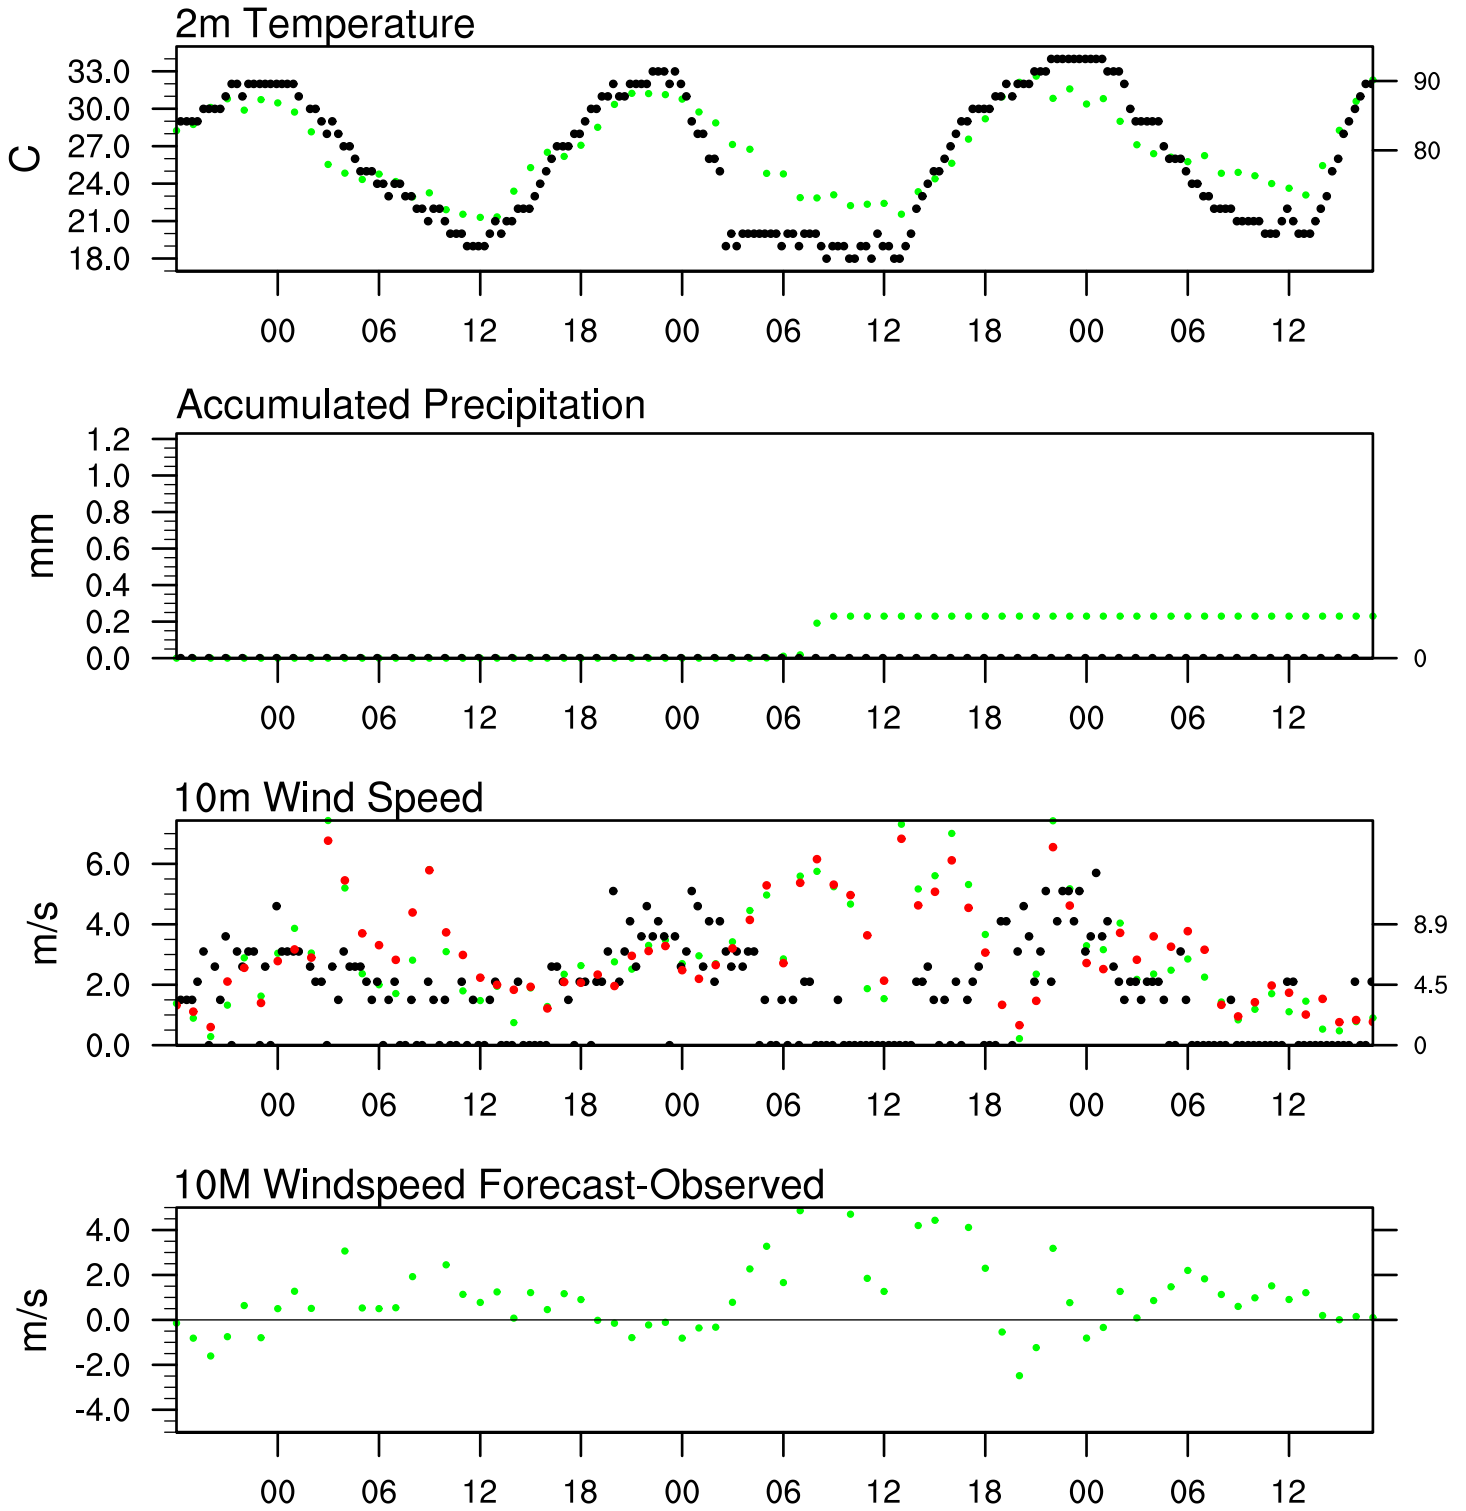 2m Temperature
33.0
30.0
27.0
24.0
21.0
18.0
C
90
80
00 06 12 18 00 06 12 18 00 06 12
Accumulated Precipitation
1.2
1.0
0.8
0.6
0.4
0.2
0.0
mm
0
00 06 12 18 00 06 12 18 00 06 12
10m Wind Speed
6.0
4.0
2.0
0.0
m/s
8.9
4.5
0
00 06 12 18 00 06 12 18 00 06 12
10M Windspeed Forecast-Observed
4.0
2.0
0.0
-2.0
-4.0
m/s
00 06 12 18 00 06 12 18 00 06 12